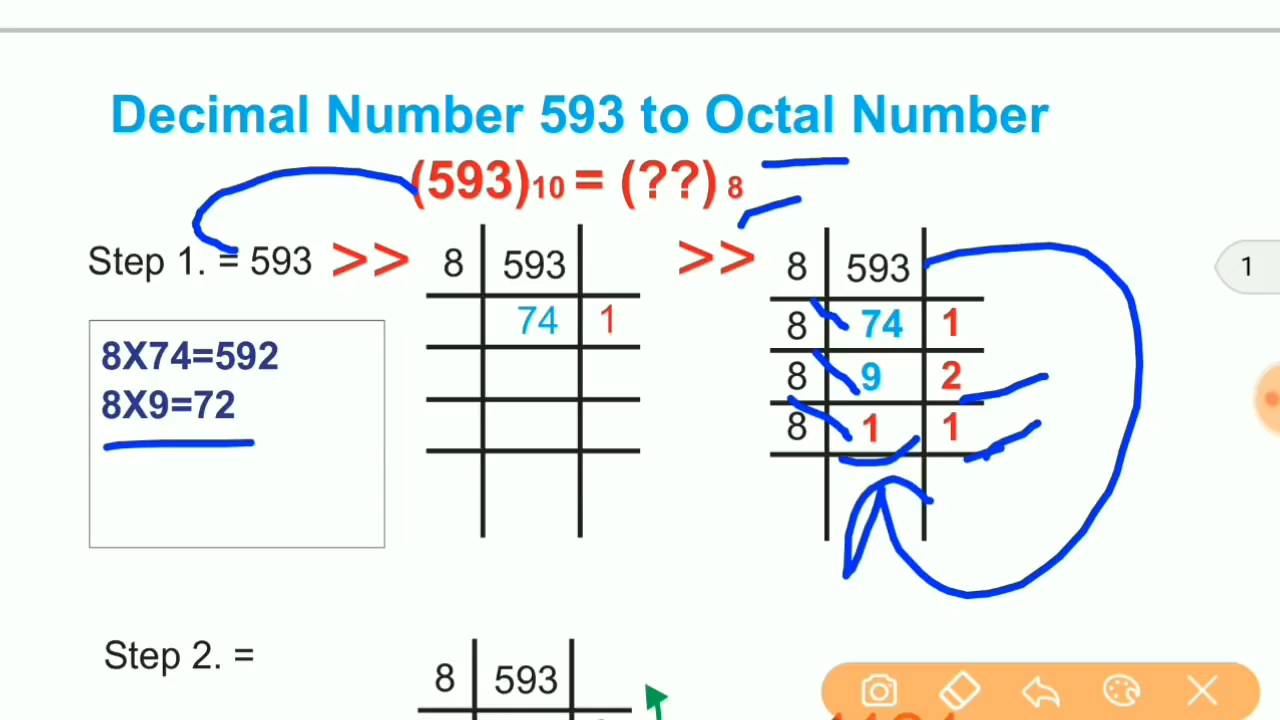 Decimal Number 593 to Octal Number
(593)10 = (??) 8
Step 1. = 593 >> 8 593 >> 8 593
74 1 8 74 1
8X74=592
8 9 2
8X9=72
8 1 1
1
Step 2. =
8 593